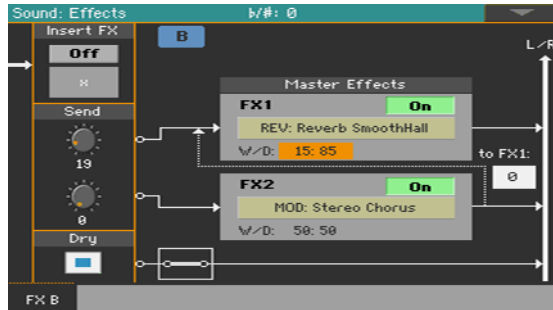 Sound: Effects
♭/#: 0
Insert FX
Off
B
L/R
Master Effects
FX1
On
Send
REV: Reverb SmoothHall
19
W/D: 15: 85
to FX1:
0
FX2
On
0
MOD: Stereo Chorus
W/D: 50: 50
Dry
FX B